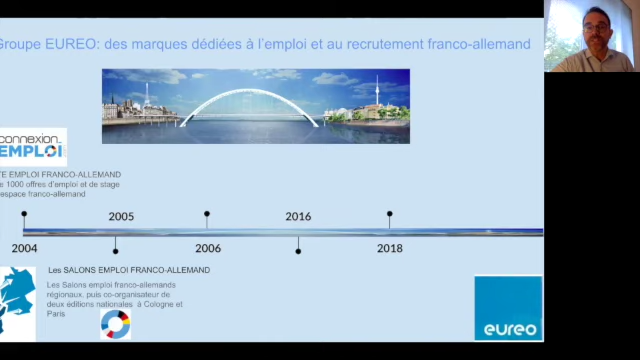 Groupe EUREO: des marques dédiées à l'emploi et au recrutement franco-allemand
connexion
EMPLOI
TE EMPLOI FRANCO-ALLEMAND
e 1000 offres d'emploi et de stage
espace franco-allemand
2005
2016
2004
2006
2018
Les SALONS EMPLOI FRANCO-ALLEMAND
Les Salons emploi franco-allemands
régionaux, puis co-organisateur de
deux éditions nationales à Cologne et
Paris
eureo